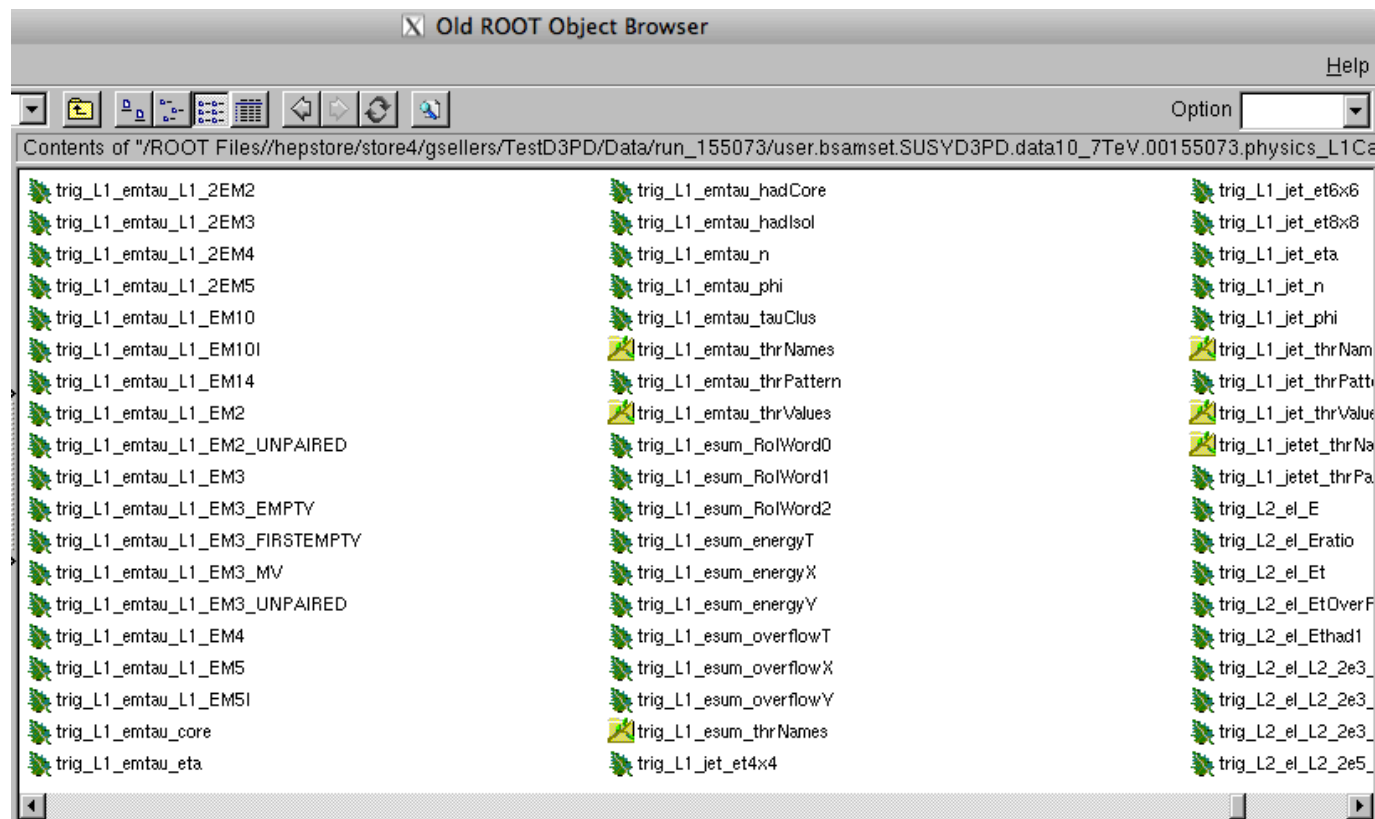 Old ROOT Object Browser
Help
Option
Contents of "/ROOT Files//hepstore/store4/gsellers/TestD3PD/Data/run_155073/user.bsamset.SUSYD3PD.data10_7TeV.00155073.physics_L1Ca
trig_L1_emtau_L1_2EM2
trig_L1_emtau_L1_2EM3
trig_L1_emtau_L1_2EM4
trig_L1_emtau_L1_2EM5
trig_L1_emtau_L1_EM10
trig_L1_emtau_L1_EM10I
trig_L1_emtau_L1_EM14
trig_L1_emtau_L1_EM2
trig_L1_emtau_L1_EM2_UNPAIRED
trig_L1_emtau_L1_EM3
trig_L1_emtau_L1_EM3_EMPTY
trig_L1_emtau_L1_EM3_FIRSTEMPTY
trig_L1_emtau_L1_EM3_MV
trig_L1_emtau_L1_EM3_UNPAIRED
trig_L1_emtau_L1_EM4
trig_L1_emtau_L1_EM5
trig_L1_emtau_L1_EM5I
trig_L1_emtau_core
trig_L1_emtau_eta
trig_L1_emtau_hadCore
trig_L1_emtau_hadIsol
trig_L1_emtau_n
trig_L1_emtau_phi
trig_L1_emtau_tauClus
trig_L1_emtau_thrNames
trig_L1_emtau_thrPattern
trig_L1_emtau_thrValues
trig_L1_esum_RoIWord0
trig_L1_esum_RoIWord1
trig_L1_esum_RoIWord2
trig_L1_esum_energyT
trig_L1_esum_energyX
trig_L1_esum_energyY
trig_L1_esum_overflowT
trig_L1_esum_overflowX
trig_L1_esum_overflowY
trig_L1_esum_thrNames
trig_L1_jet_et4x4
trig_L1_jet_et6x6
trig_L1_jet_et8x8
trig_L1_jet_eta
trig_L1_jet_n
trig_L1_jet_phi
trig_L1_jet_thrNam
trig_L1_jet_thrPatt
trig_L1_jet_thrValue
trig_L1_jetet_thrNa
trig_L1_jetet_thrPa
trig_L2_el_E
trig_L2_el_Eratio
trig_L2_el_Et
trig_L2_el_EtOverF
trig_L2_el_Ethad1
trig_L2_el_L2_2e3_
trig_L2_el_L2_2e3_
trig_L2_el_L2_2e3_
trig_L2_el_L2_2e5_